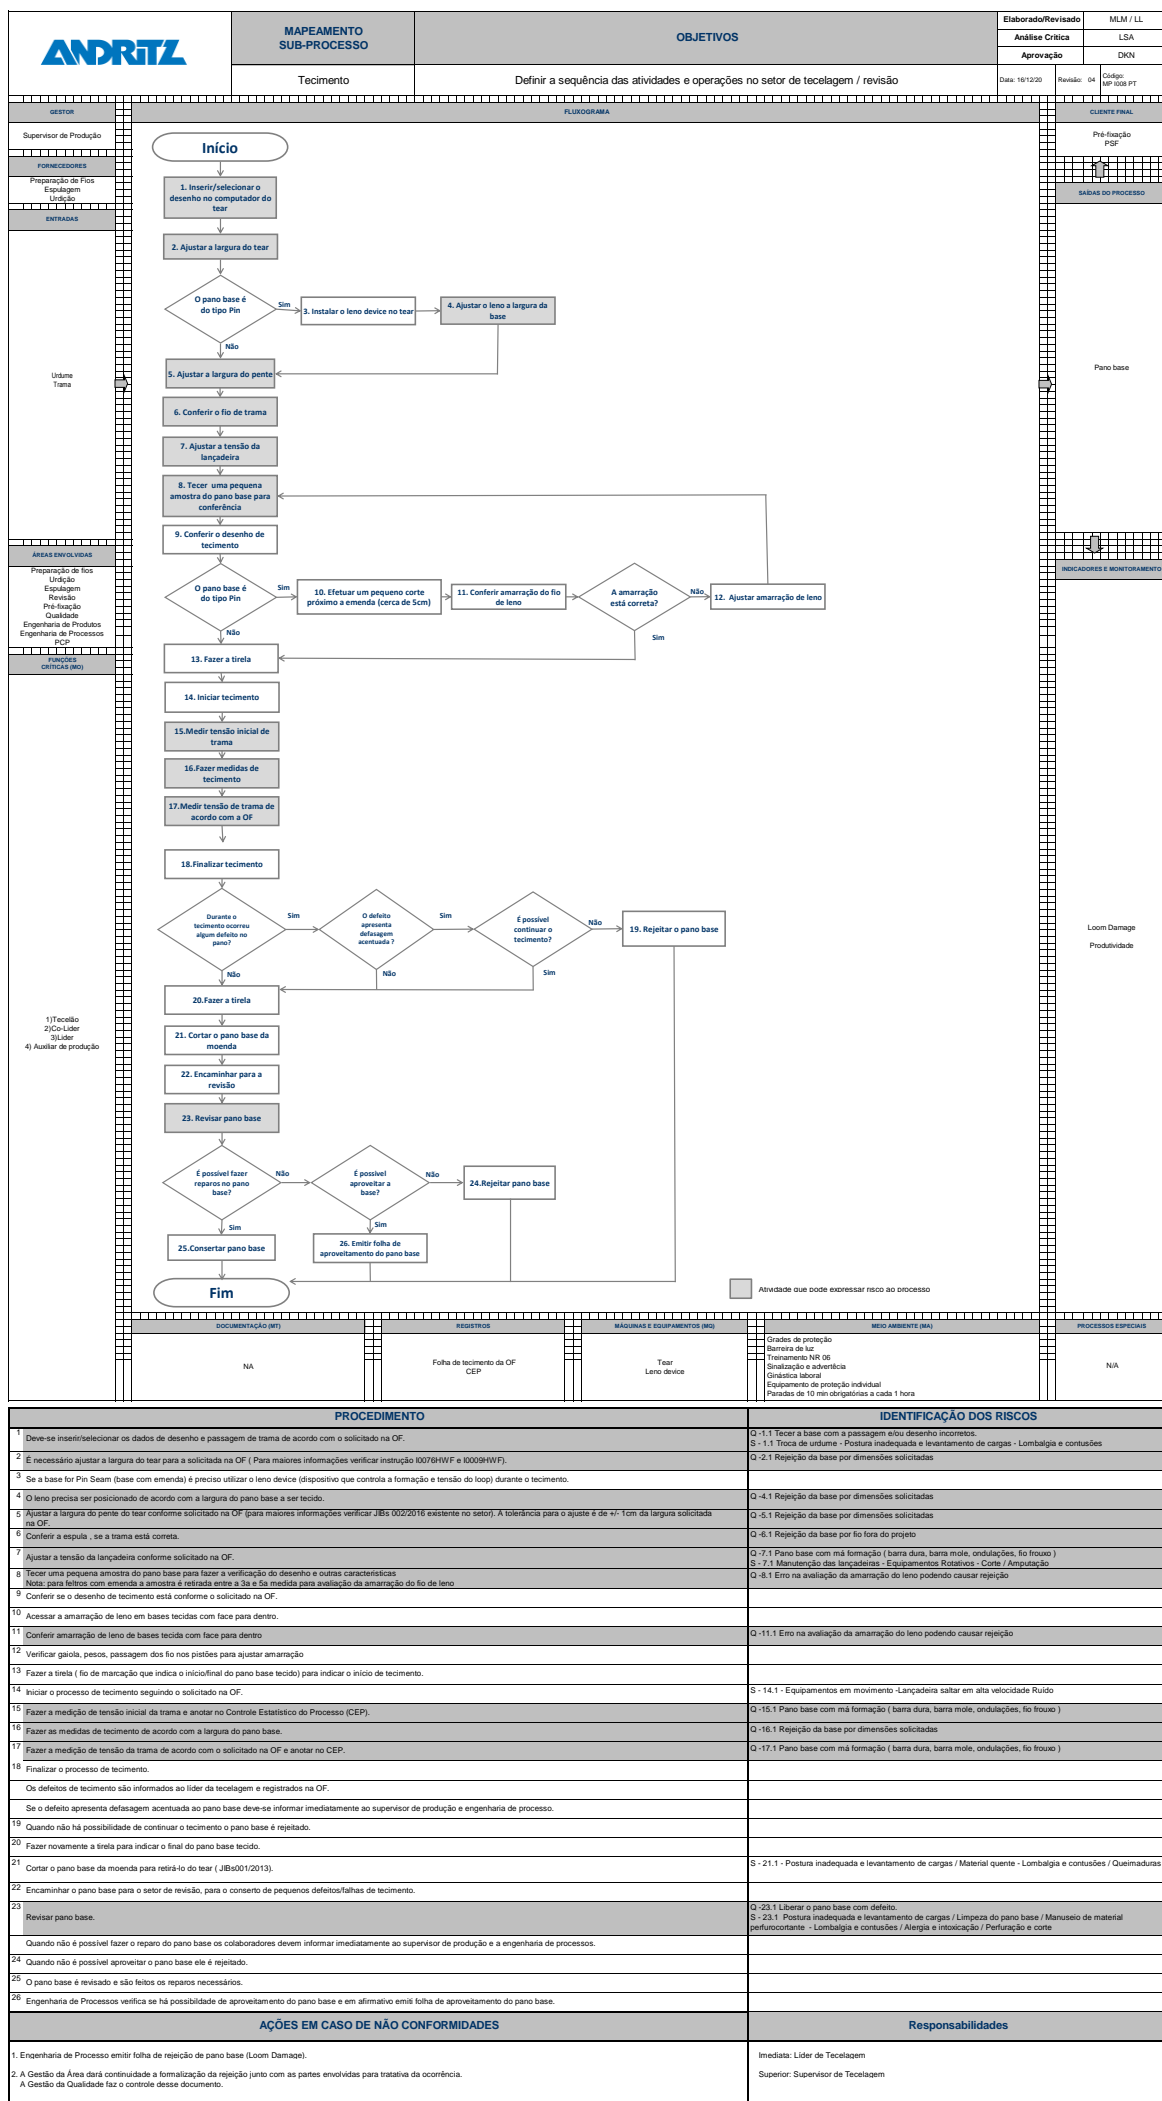 ANDRITZ
MAPEAMENTO
SUB-PROCESSO
OBJETIVOS
Elaborado/Revisado
MLM / LL
Análise Crítica
LSA
Aprovação
DKN
Tecimento
Definir a sequência das atividades e operações no setor de tecelagem / revisão
Data: 16/12/20
Revisão: 04
Código:
MP I008 PT
GESTOR
FLUXOGRAMA
CLIENTE FINAL
Supervisor de Produção
Pré-fixação
PSF
FORNECEDORES
Preparação de Fios
Espulagem
Urdição
SAÍDAS DO PROCESSO
ENTRADAS
Urdume
Trama
Pano base
ÁREAS ENVOLVIDAS
Preparação de fios
Urdição
Espulagem
Revisão
Pré-fixação
Qualidade
Engenharia de Produtos
Engenharia de Processos
PCP
INDICADORES E MONITORAMENTO
Loom Damage
Produtividade
FUNÇÕES
CRÍTICAS (MO)
1)Tecelão
2)Co-Lider
3)Lider
4) Auxiliar de produção
Início
1. Inserir/selecionar o
desenho no computador do
tear
2. Ajustar a largura do tear
O pano base é
do tipo Pin
Sim
3. Instalar o leno device no tear
4. Ajustar o leno a largura da
base
Não
5. Ajustar a largura do pente
6. Conferir o fio de trama
7. Ajustar a tensão da
lançadeira
8. Tecer uma pequena
amostra do pano base para
conferência
9. Conferir o desenho de
tecimento
O pano base é
do tipo Pin
Sim
10. Efetuar um pequeno corte
próximo a emenda (cerca de 5cm)
11. Conferir amarração do fio
de leno
A amarração
está correta?
Não
12. Ajustar amarração de leno
Não
Sim
13. Fazer a tirela
14. Iniciar tecimento
15.Medir tensão inicial de
trama
16.Fazer medidas de
tecimento
17.Medir tensão de trama de
acordo com a OF
18.Finalizar tecimento
Durante o
tecimento ocorreu
algum defeito no
pano?
Sim
O defeito
apresenta
defasagem
acentuada ?
Sim
É possível
continuar o
tecimento?
Não
19. Rejeitar o pano base
Não
Não
Sim
20.Fazer a tirela
21. Cortar o pano base da
moenda
22. Encaminhar para a
revisão
23. Revisar pano base
É possível fazer
reparos no pano
base?
Não
É possível
aproveitar a
base?
Não
24.Rejeitar pano base
Sim
Sim
25.Consertar pano base
26. Emitir folha de
aproveitamento do pano base
Fim
Atividade que pode expressar risco ao processo
DOCUMENTAÇÃO (MT)
REGISTROS
MÁQUINAS E EQUIPAMENTOS (MQ)
MEIO AMBIENTE (MA)
PROCESSOS ESPECIAIS
NA
Folha de tecimento da OF
CEP
Tear
Leno device
Grades de proteção
Barreira de luz
Treinamento NR 06
Sinalização e advertêcia
Ginástica laboral
Equipamento de proteção individual
Paradas de 10 min obrigatórias a cada 1 hora
N/A
PROCEDIMENTO
IDENTIFICAÇÃO DOS RISCOS
1 Deve-se inserir/selecionar os dados de desenho e passagem de trama de acordo com o solicitado na OF.
Q -1.1 Tecer a base com a passagem e/ou desenho incorretos.
S - 1.1 Troca de urdume - Postura inadequada e levantamento de cargas - Lombalgia e contusões
2 É necessário ajustar a largura do tear para a solicitada na OF ( Para maiores informações verificar instrução I0076HWF e I0009HWF).
Q -2.1 Rejeição da base por dimensões solicitadas
3 Se a base for Pin Seam (base com emenda) é preciso utilizar o leno device (dispositivo que controla a formação e tensão do loop) durante o tecimento.
4 O leno precisa ser posicionado de acordo com a largura do pano base a ser tecido.
Q -4.1 Rejeição da base por dimensões solicitadas
5 Ajustar a largura do pente do tear conforme solicitado na OF (para maiores informações verificar JIBs 002/2016 existente no setor). A tolerância para o ajuste é de +/- 1cm da largura solicitada
na OF.
Q -5.1 Rejeição da base por dimensões solicitadas
6 Conferir a espula , se a trama está correta.
Q -6.1 Rejeição da base por fio fora do projeto
7 Ajustar a tensão da lançadeira conforme solicitado na OF.
Q -7.1 Pano base com má formação ( barra dura, barra mole, ondulações, fio frouxo )
S - 7.1 Manutenção das lançadeiras - Equipamentos Rotativos - Corte / Amputação
8 Tecer uma pequena amostra do pano base para fazer a verificação do desenho e outras características
Nota: para feltros com emenda a amostra é retirada entre a 3a e 5a medida para avaliação da amarração do fio de leno
Q -8.1 Erro na avaliação da amarração do leno podendo causar rejeição
9 Conferir se o desenho de tecimento está conforme o solicitado na OF.
10 Acessar a amarração de leno em bases tecidas com face para dentro.
11 Conferir amarração de leno de bases tecida com face para dentro
Q -11.1 Erro na avaliação da amarração do leno podendo causar rejeição
12 Verificar gaiola, pesos, passagem dos fio nos pistões para ajustar amarração
13 Fazer a tirela ( fio de marcação que indica o início/final do pano base tecido) para indicar o início de tecimento.
14 Iniciar o processo de tecimento seguindo o solicitado na OF.
S - 14.1 - Equipamentos em movimento -Lançadeira saltar em alta velocidade Ruído
15 Fazer a medição de tensão inicial da trama e anotar no Controle Estatístico do Processo (CEP).
Q -15.1 Pano base com má formação ( barra dura, barra mole, ondulações, fio frouxo )
16 Fazer as medidas de tecimento de acordo com a largura do pano base.
Q -16.1 Rejeição da base por dimensões solicitadas
17 Fazer a medição de tensão da trama de acordo com o solicitado na OF e anotar no CEP.
Q -17.1 Pano base com má formação ( barra dura, barra mole, ondulações, fio frouxo )
18 Finalizar o processo de tecimento.
Os defeitos de tecimento são informados ao líder da tecelagem e registrados na OF.
Se o defeito apresenta defasagem acentuada ao pano base deve-se informar imediatamente ao supervisor de produção e engenharia de processo.
19 Quando não há possibilidade de continuar o tecimento o pano base é rejeitado.
20 Fazer novamente a tirela para indicar o final do pano base tecido.
21 Cortar o pano base da moenda para retirá-lo do tear ( JIBs001/2013).
S - 21.1 - Postura inadequada e levantamento de cargas / Material quente - Lombalgia e contusões / Queimaduras
22 Encaminhar o pano base para o setor de revisão, para o conserto de pequenos defeitos/falhas de tecimento.
23 Revisar pano base.
Q -23.1 Liberar o pano base com defeito.
S - 23.1 Postura inadequada e levantamento de cargas / Limpeza do pano base / Manuseio de material
perfurocortante - Lombalgia e contusões / Alergia e intoxicação / Perfuração e corte
Quando não é possível fazer o reparo do pano base os colaboradores devem informar imediatamente ao supervisor de produção e a engenharia de processos.
24 Quando não é possível aproveitar o pano base ele é rejeitado.
25 O pano base é revisado e são feitos os reparos necessários.
26 Engenharia de Processos verifica se há possibildade de aproveitamento do pano base e em afirmativo emiti folha de aproveitamento do pano base.
AÇÕES EM CASO DE NÃO CONFORMIDADES
Responsabilidades
1. Engenharia de Processo emitir folha de rejeição de pano base (Loom Damage).
Imediata: Líder de Tecelagem
2. A Gestão da Área dará continuidade a formalização da rejeição junto com as partes envolvidas para tratativa da ocorrência.
A Gestão da Qualidade faz o controle desse documento.
Superior: Supervisor de Tecelagem